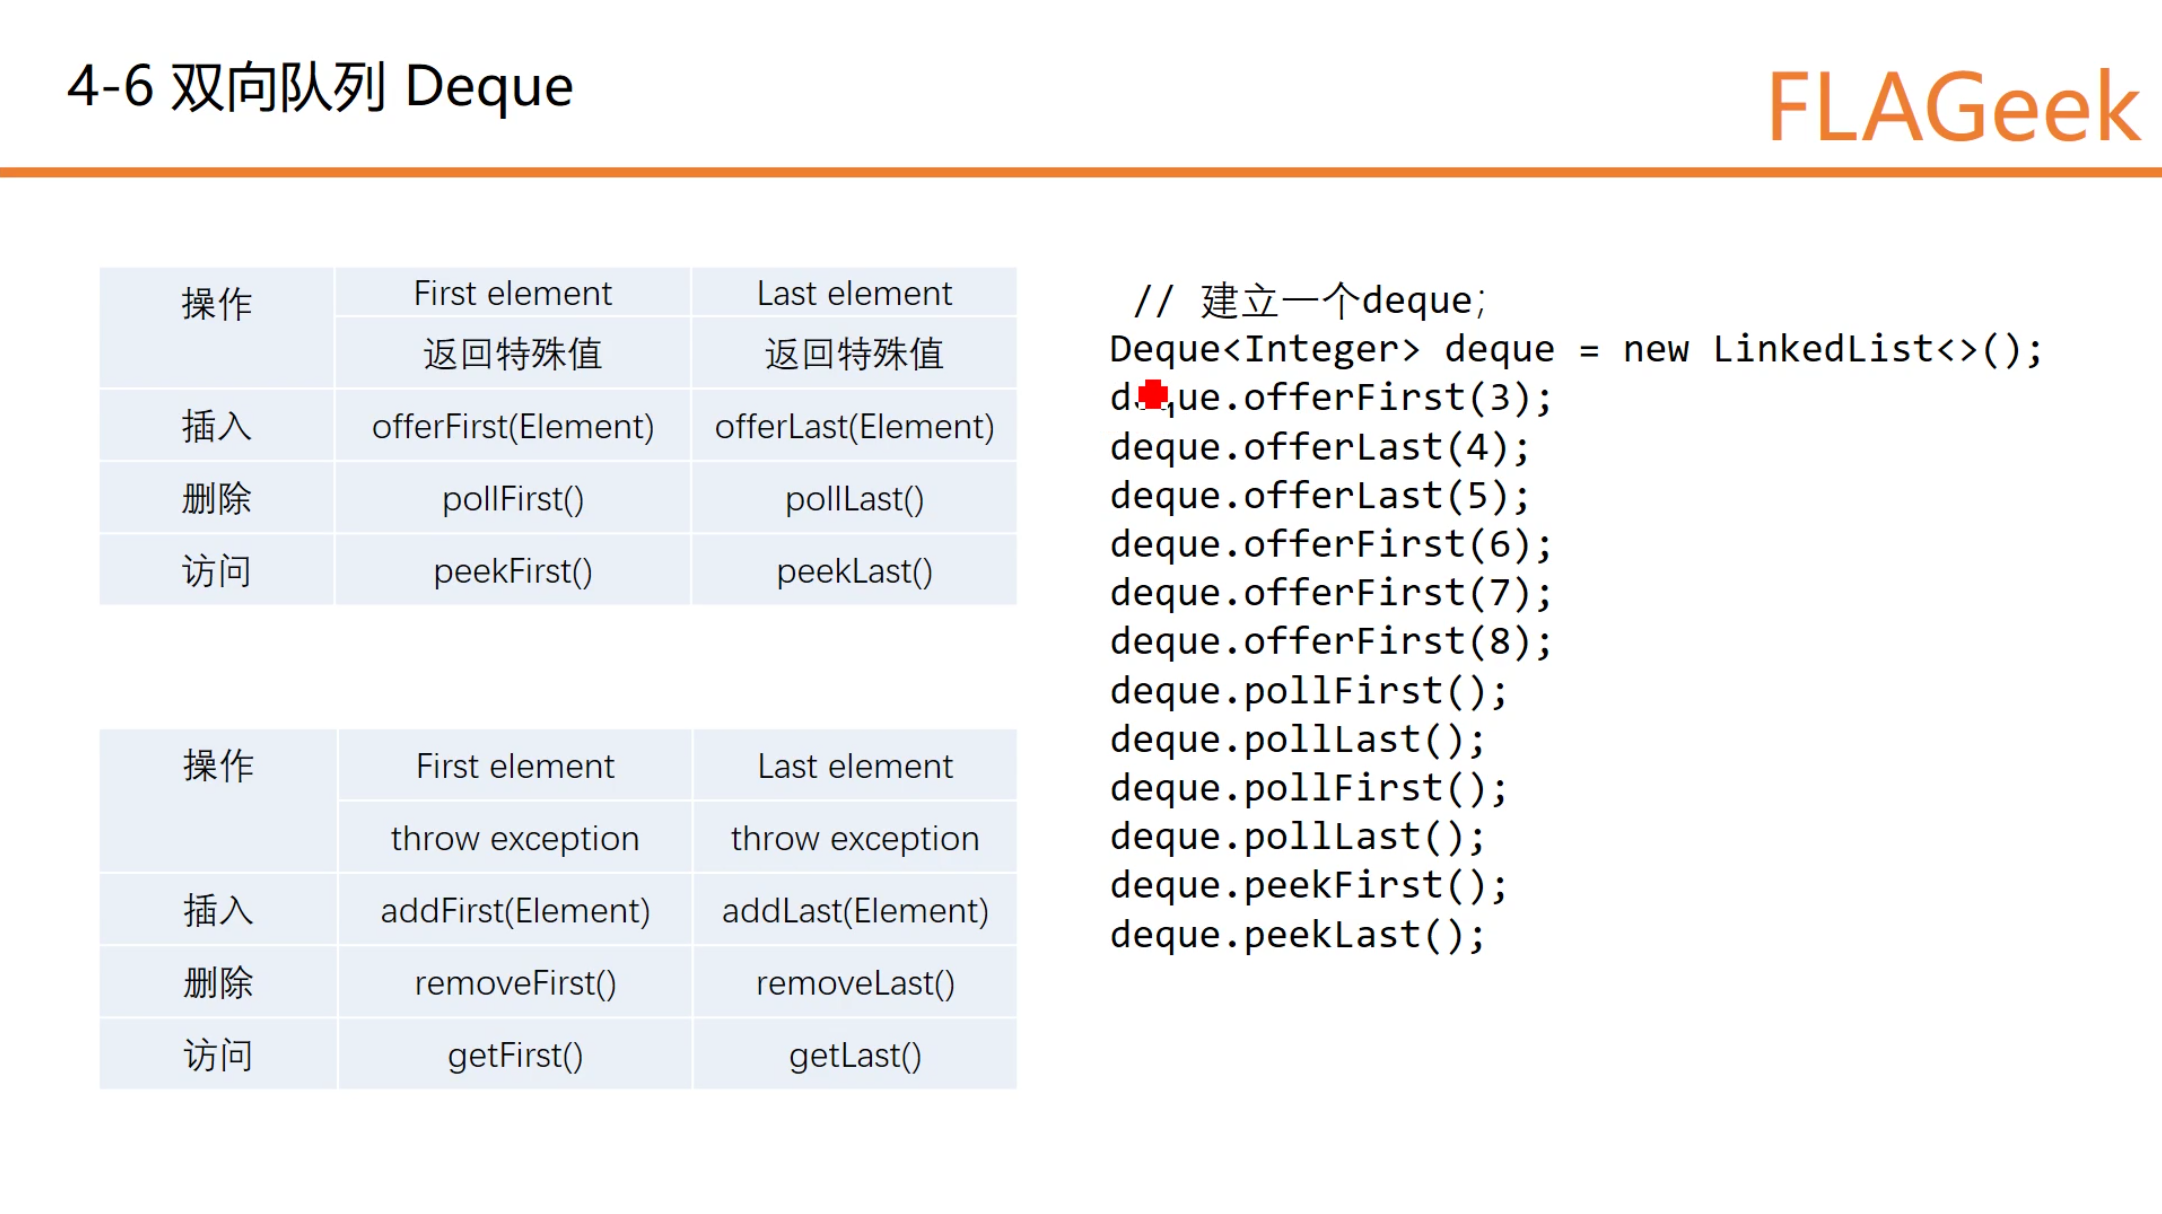 4-6 双向队列 Deque
FLAGeek
操作 First element Last element
返回特殊值 返回特殊值
插入 offerFirst(Element) offerLast(Element)
删除 pollFirst() pollLast()
访问 peekFirst() peekLast()
操作 First element Last element
throw exception throw exception
插入 addFirst(Element) addLast(Element)
删除 removeFirst() removeLast()
访问 getFirst() getLast()
// 建立一个deque;
Deque<Integer> deque = new LinkedList<>();
deque.offerFirst(3);
deque.offerLast(4);
deque.offerLast(5);
deque.offerFirst(6);
deque.offerFirst(7);
deque.offerFirst(8);
deque.pollFirst();
deque.pollLast();
deque.pollFirst();
deque.pollLast();
deque.peekFirst();
deque.peekLast();